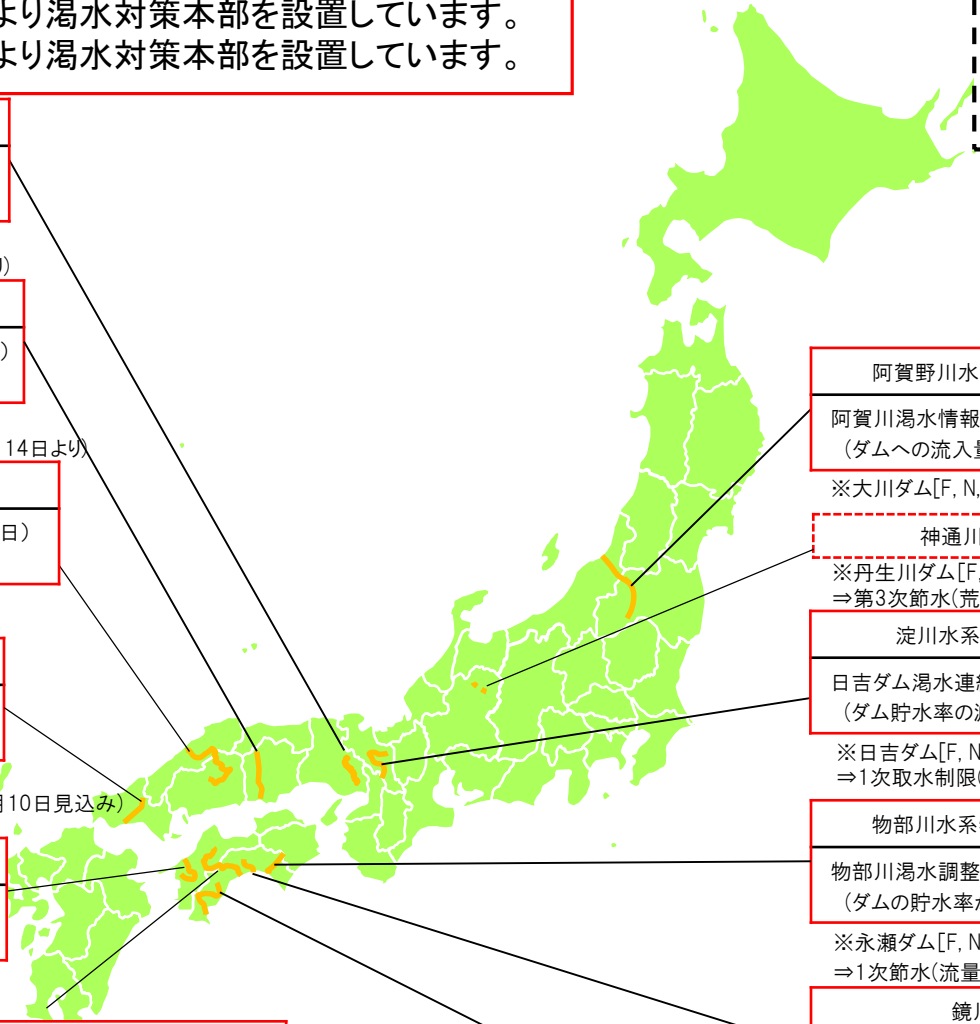 より渇水対策本部を設置しています。
より渇水対策本部を設置しています。
)
)
14日より)
日)
月10日見込み)
阿賀野川水
阿賀川渇水情報
(ダムへの流入量
※大川ダム[F, N,
神通川
※丹生川ダム[F,
⇒第3次節水(荒
淀川水系
日吉ダム渇水連絡
(ダム貯水率の減
※日吉ダム[F, N
⇒1次取水制限(
物部川水系
物部川渇水調整
(ダムの貯水率が
※永瀬ダム[F, N
⇒1次節水(流量
鏡川